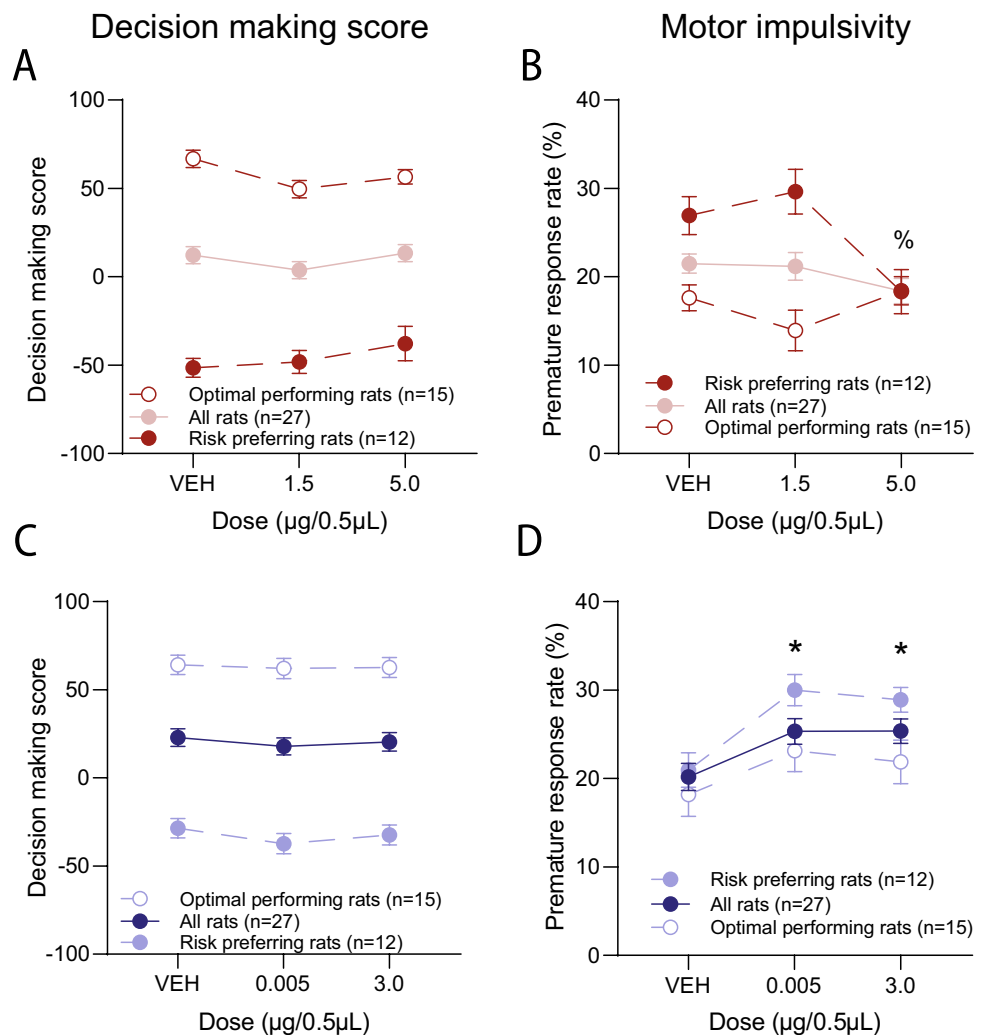 Decision making score
Motor impulsivity
A
100
50
0
-50
-100
Decision making score
Optimal performing rats (n=15)
All rats (n=27)
Risk preferring rats (n=12)
VEH
1.5
5.0
Dose (µg/0.5µL)
B
40
30
20
10
0
Premature response rate (%)
%
Risk preferring rats (n=12)
All rats (n=27)
Optimal performing rats (n=15)
VEH
1.5
5.0
Dose (µg/0.5µL)
C
100
50
0
-50
-100
Decision making score
Optimal performing rats (n=15)
All rats (n=27)
Risk preferring rats (n=12)
VEH
0.005
3.0
Dose (µg/0.5µL)
D
40
30
20
10
0
Premature response rate (%)
*
*
Risk preferring rats (n=12)
All rats (n=27)
Optimal performing rats (n=15)
VEH
0.005
3.0
Dose (µg/0.5µL)